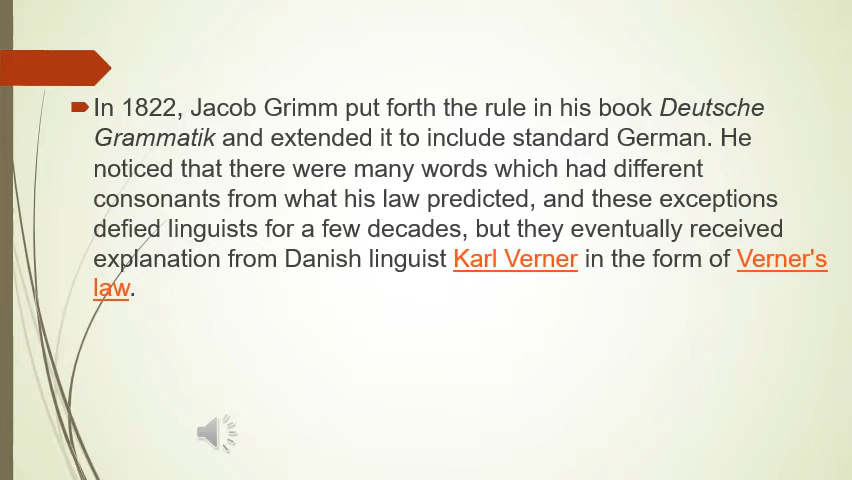 In 1822, Jacob Grimm put forth the rule in his book Deutsche
Grammatik and extended it to include standard German. He
noticed that there were many words which had different
consonants from what his law predicted, and these exceptions
defied linguists for a few decades, but they eventually received
explanation from Danish linguist Karl Verner in the form of Verner's
law.